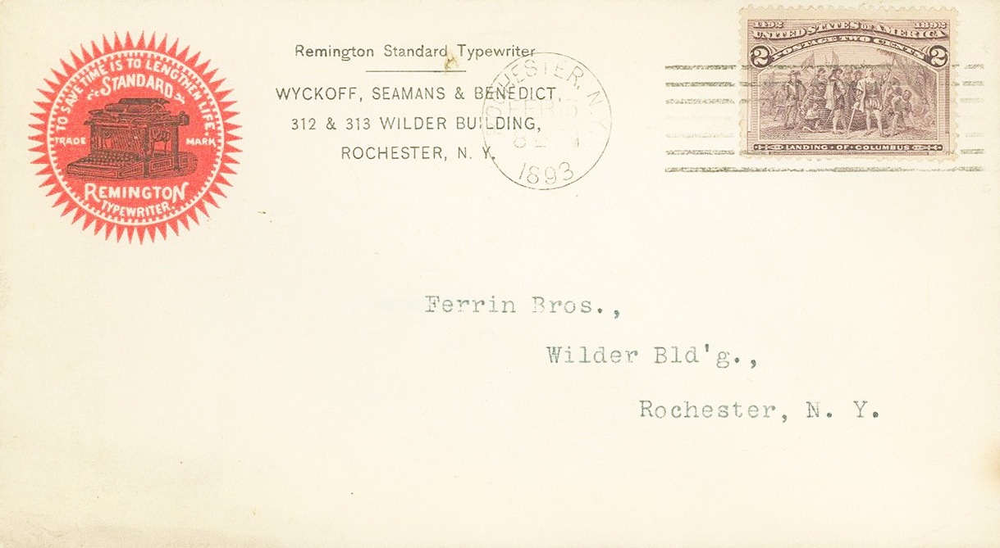 TO SAVE TIME IS TO LENGTHEN LIFE.
STANDARD
TRADE MARK
REMINGTON
TYPEWRITER.
Remington Standard Typewriter
WYCKOFF, SEAMANS & BENEDICT,
312 & 313 WILDER BUILDING,
ROCHESTER, N. Y.
ROCHESTER, N.Y.
FEB
1893
1492 1892
UNITED STATES OF AMERICA
2 POSTAGE TWO CENTS 2
LANDING · OF · COLUMBUS
Ferrin Bros.,
Wilder Bld'g.,
Rochester, N. Y.